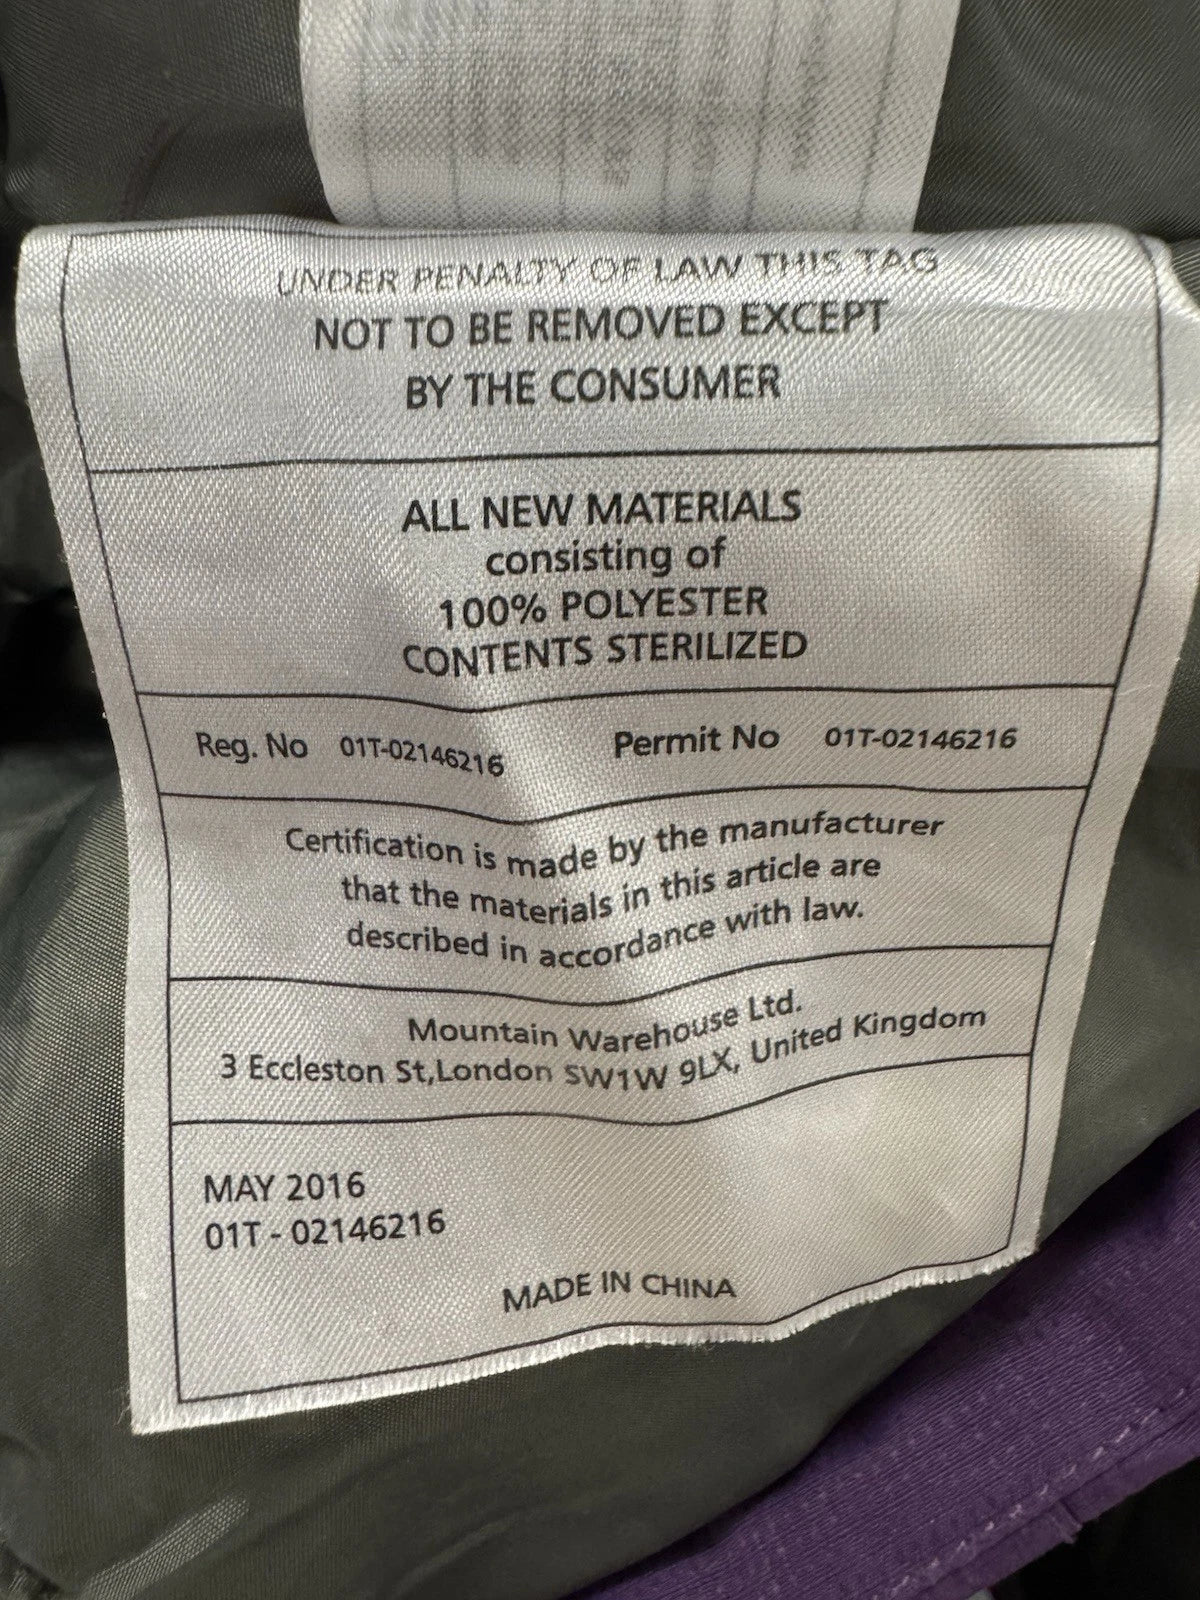 UNDER PENALTY OF LAW THIS TAG
NOT TO BE REMOVED EXCEPT
BY THE CONSUMER
ALL NEW MATERIALS
consisting of
100% POLYESTER
CONTENTS STERILIZED
Reg. No 01T-02146216 Permit No 01T-02146216
Certification is made by the manufacturer
that the materials in this article are
described in accordance with law.
Mountain Warehouse Ltd.
3 Eccleston St,London SW1W 9LX, United Kingdom
MAY 2016
01T - 02146216
MADE IN CHINA